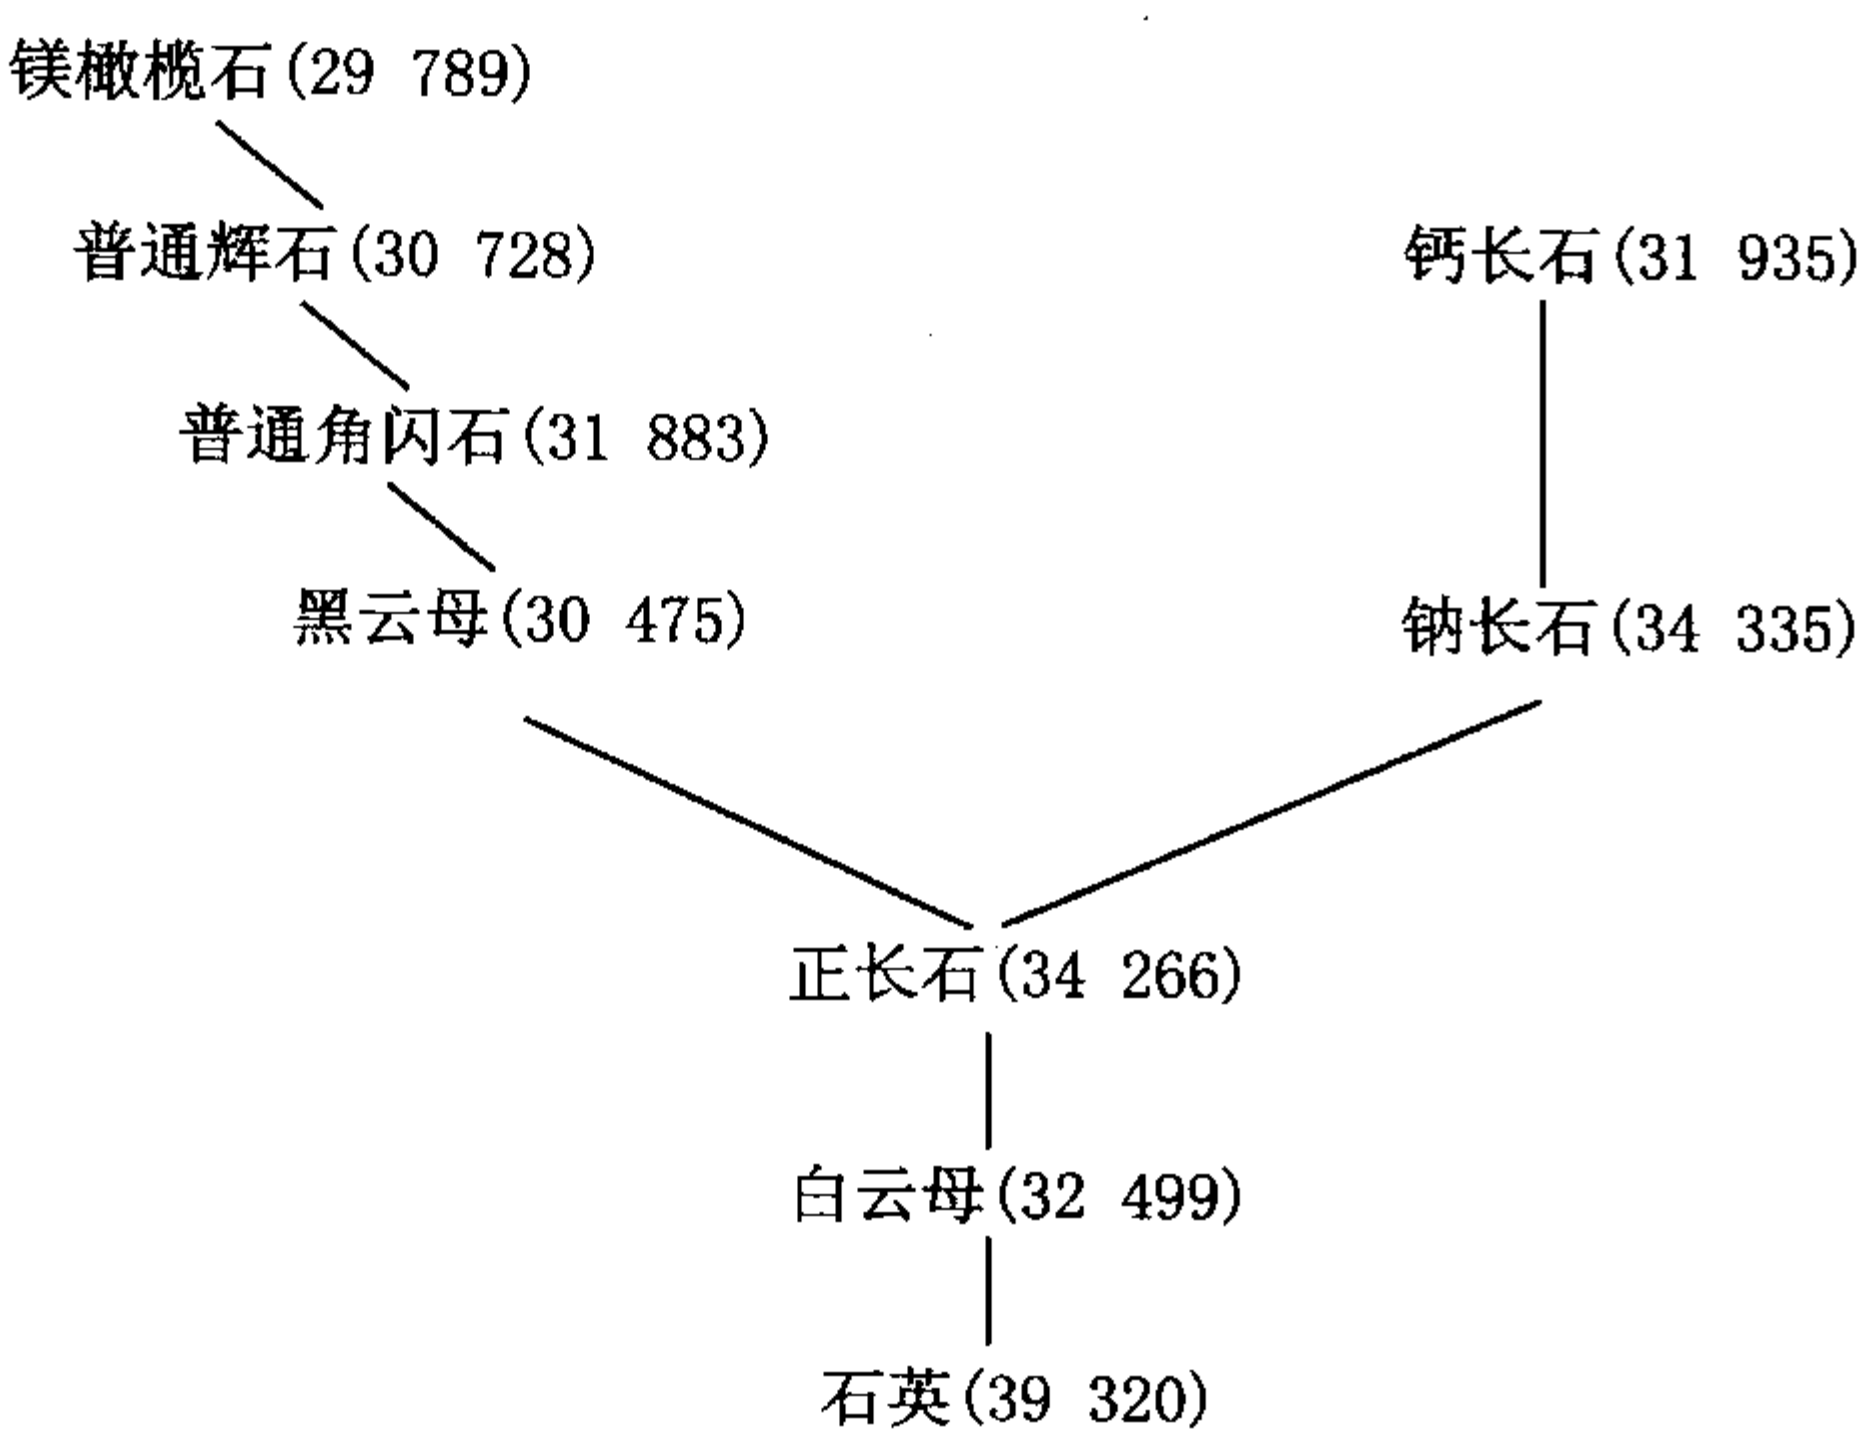 镁橄榄石(29 789)
普通辉石(30 728)
钙长石(31 935)
普通角闪石(31 883)
黑云母(30 475)
钠长石(34 335)
正长石(34 266)
白云母(32 499)
石英(39 320)